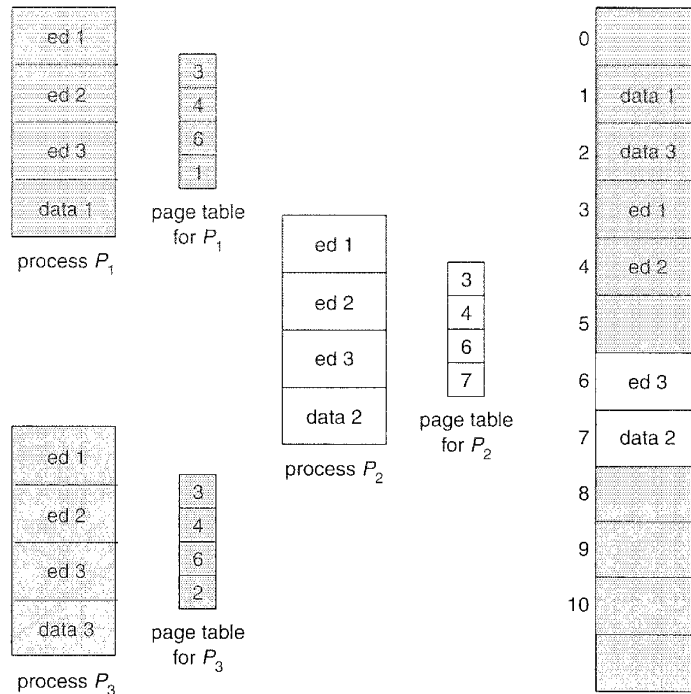 ed 1
ed 2
ed 3
data 1
process P1
3
4
6
1
page table
for P1
ed 1
ed 2
ed 3
data 2
process P2
3
4
6
7
page table
for P2
ed 1
ed 2
ed 3
data 3
process P3
3
4
6
2
page table
for P3
0
1 data 1
2 data 3
3 ed 1
4 ed 2
5
6 ed 3
7 data 2
8
9
10